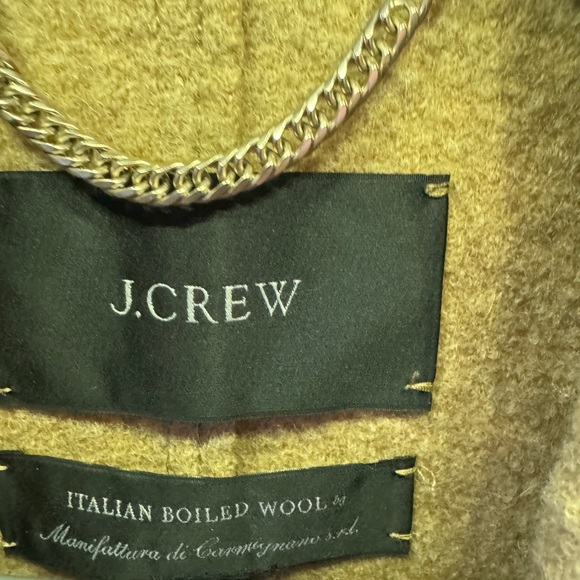 J.CREW
ITALIAN BOILED WOOL by
Manifattura di Carmignano s.r.l.